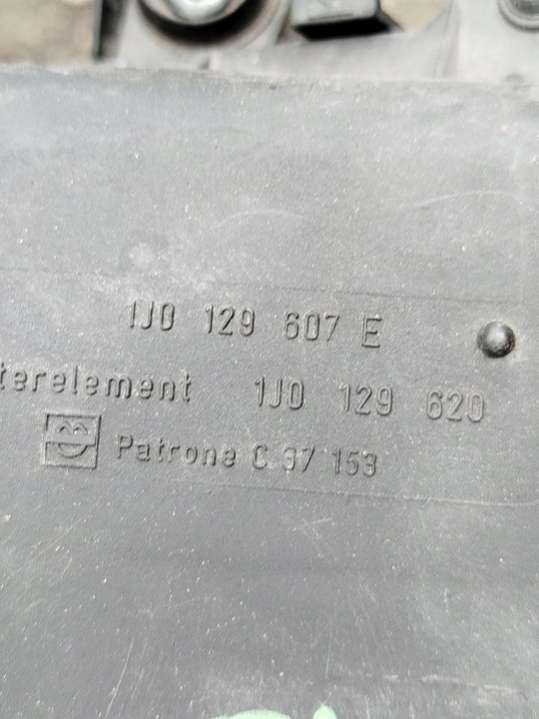 1J0 129 607 E
terelement 1J0 129 620
Patrone C 37 153